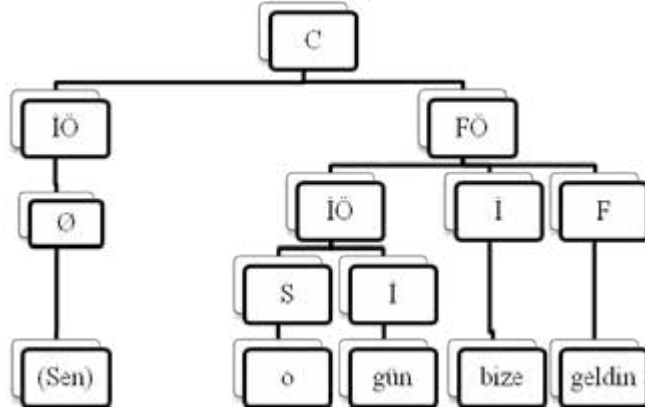 C
İÖ FÖ
Ø İÖ İ F
S İ
(Sen) o gün bize geldin